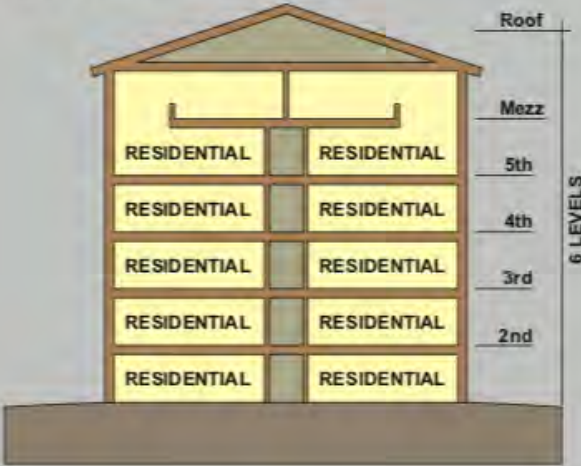 Roof
Mezz
RESIDENTIAL RESIDENTIAL
5th
RESIDENTIAL RESIDENTIAL
4th
6 LEVELS
RESIDENTIAL RESIDENTIAL
3rd
RESIDENTIAL RESIDENTIAL
2nd
RESIDENTIAL RESIDENTIAL